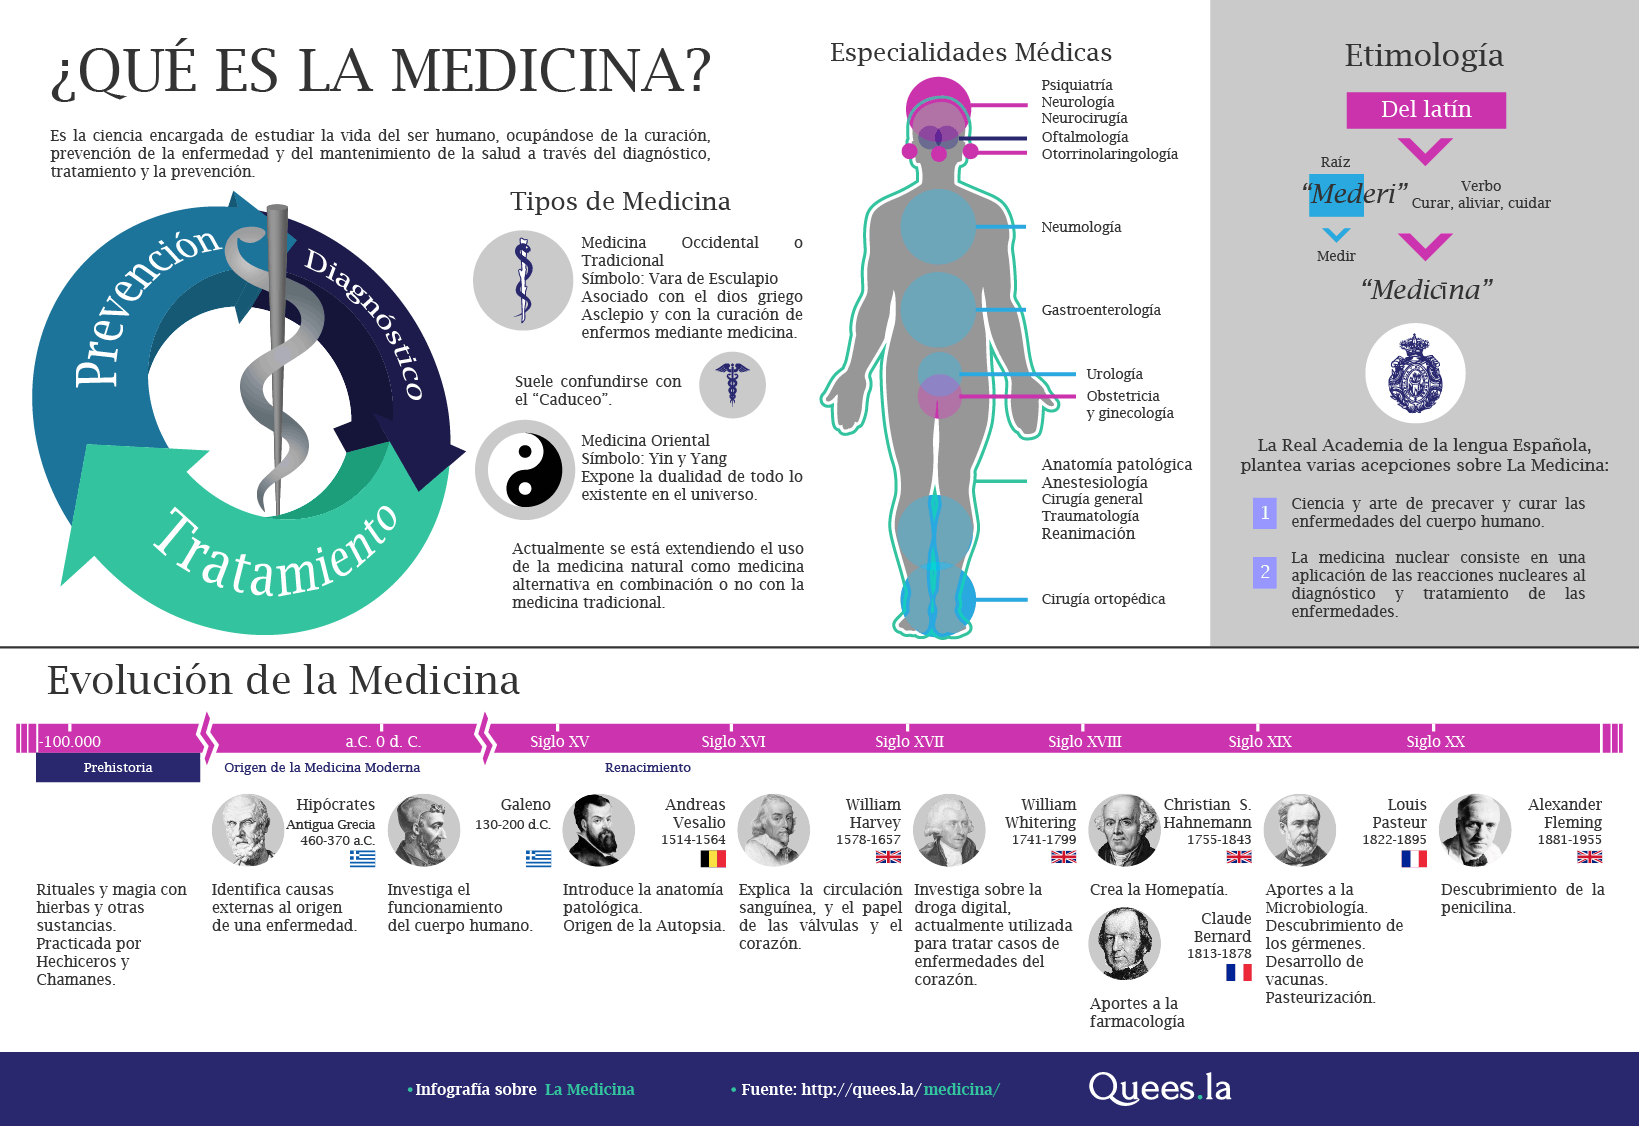 ¿QUÉ ES LA MEDICINA?
Es la ciencia encargada de estudiar la vida del ser humano, ocupándose de la curación,
prevención de la enfermedad y del mantenimiento de la salud a través del diagnóstico,
tratamiento y la prevención.
Prevención
Diagnóstico
Tratamiento
Tipos de Medicina
Medicina Occidental o
Tradicional
Símbolo: Vara de Esculapio
Asociado con el dios griego
Asclepio y con la curación de
enfermos mediante medicina.
Suele confundirse con
el “Caduceo”.
Medicina Oriental
Símbolo: Yin y Yang
Expone la dualidad de todo lo
existente en el universo.
Actualmente se está extendiendo el uso
de la medicina natural como medicina
alternativa en combinación o no con la
medicina tradicional.
Especialidades Médicas
Psiquiatría
Neurología
Neurocirugía
Oftalmología
Otorrinolaringología
Neumología
Gastroenterología
Urología
Obstetricia
y ginecología
Anatomía patológica
Anestesiología
Cirugía general
Traumatología
Reanimación
Cirugía ortopédica
Etimología
Del latín
Raíz
“Mederi”
Verbo
Curar, aliviar, cuidar
Medir
“Medicina”
La Real Academia de la lengua Española,
plantea varias acepciones sobre La Medicina:
1 Ciencia y arte de precaver y curar las
enfermedades del cuerpo humano.
2 La medicina nuclear consiste en una
aplicación de las reacciones nucleares al
diagnóstico y tratamiento de las
enfermedades.
Evolución de la Medicina
-100.000 a.C. 0 d. C. Siglo XV Siglo XVI Siglo XVII Siglo XVIII Siglo XIX Siglo XX
Prehistoria Origen de la Medicina Moderna Renacimiento
Rituales y magia con
hierbas y otras
sustancias.
Practicada por
Hechiceros y
Chamanes.
Hipócrates
Antigua Grecia
460-370 a.C.
Identifica causas
externas al origen
de una enfermedad.
Galeno
130-200 d.C.
Investiga el
funcionamiento
del cuerpo humano.
Andreas
Vesalio
1514-1564
Introduce la anatomía
patológica.
Origen de la Autopsia.
William
Harvey
1578-1657
Explica la circulación
sanguínea, y el papel
de las válvulas y el
corazón.
William
Whitering
1741-1799
Investiga sobre la
droga digital,
actualmente utilizada
para tratar casos de
enfermedades del
corazón.
Christian S.
Hahnemann
1755-1843
Crea la Homepatía.
Claude
Bernard
1813-1878
Aportes a la
farmacología
Louis
Pasteur
1822-1895
Aportes a la
Microbiología.
Descubrimiento de
los gérmenes.
Desarrollo de
vacunas.
Pasteurización.
Alexander
Fleming
1881-1955
Descubrimiento de la
penicilina.
• Infografía sobre La Medicina
• Fuente: http://quees.la/medicina/
Quees.la